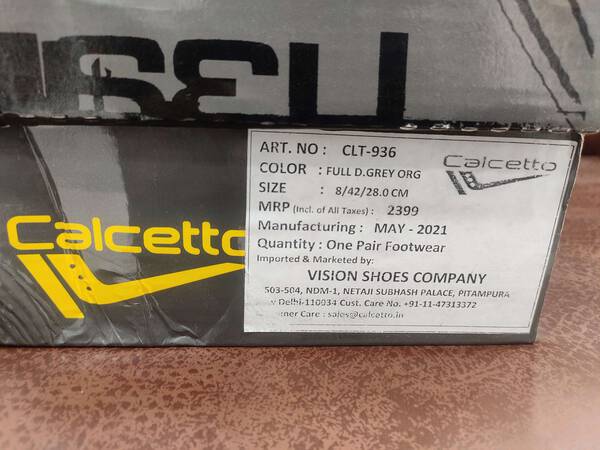 Calcetto
ART. NO : CLT-936
Calcetto
COLOR : FULL D.GREY ORG
SIZE : 8/42/28.0 CM
MRP (Incl. of All Taxes) : 2399
Manufacturing : MAY - 2021
Quantity : One Pair Footwear
Imported & Marketed by:
VISION SHOES COMPANY
503-504, NDM-1, NETAJI SUBHASH PALACE, PITAMPURA
Delhi-110034 Cust. Care No. +91-11-47313372
Care : sales@calcetto.in